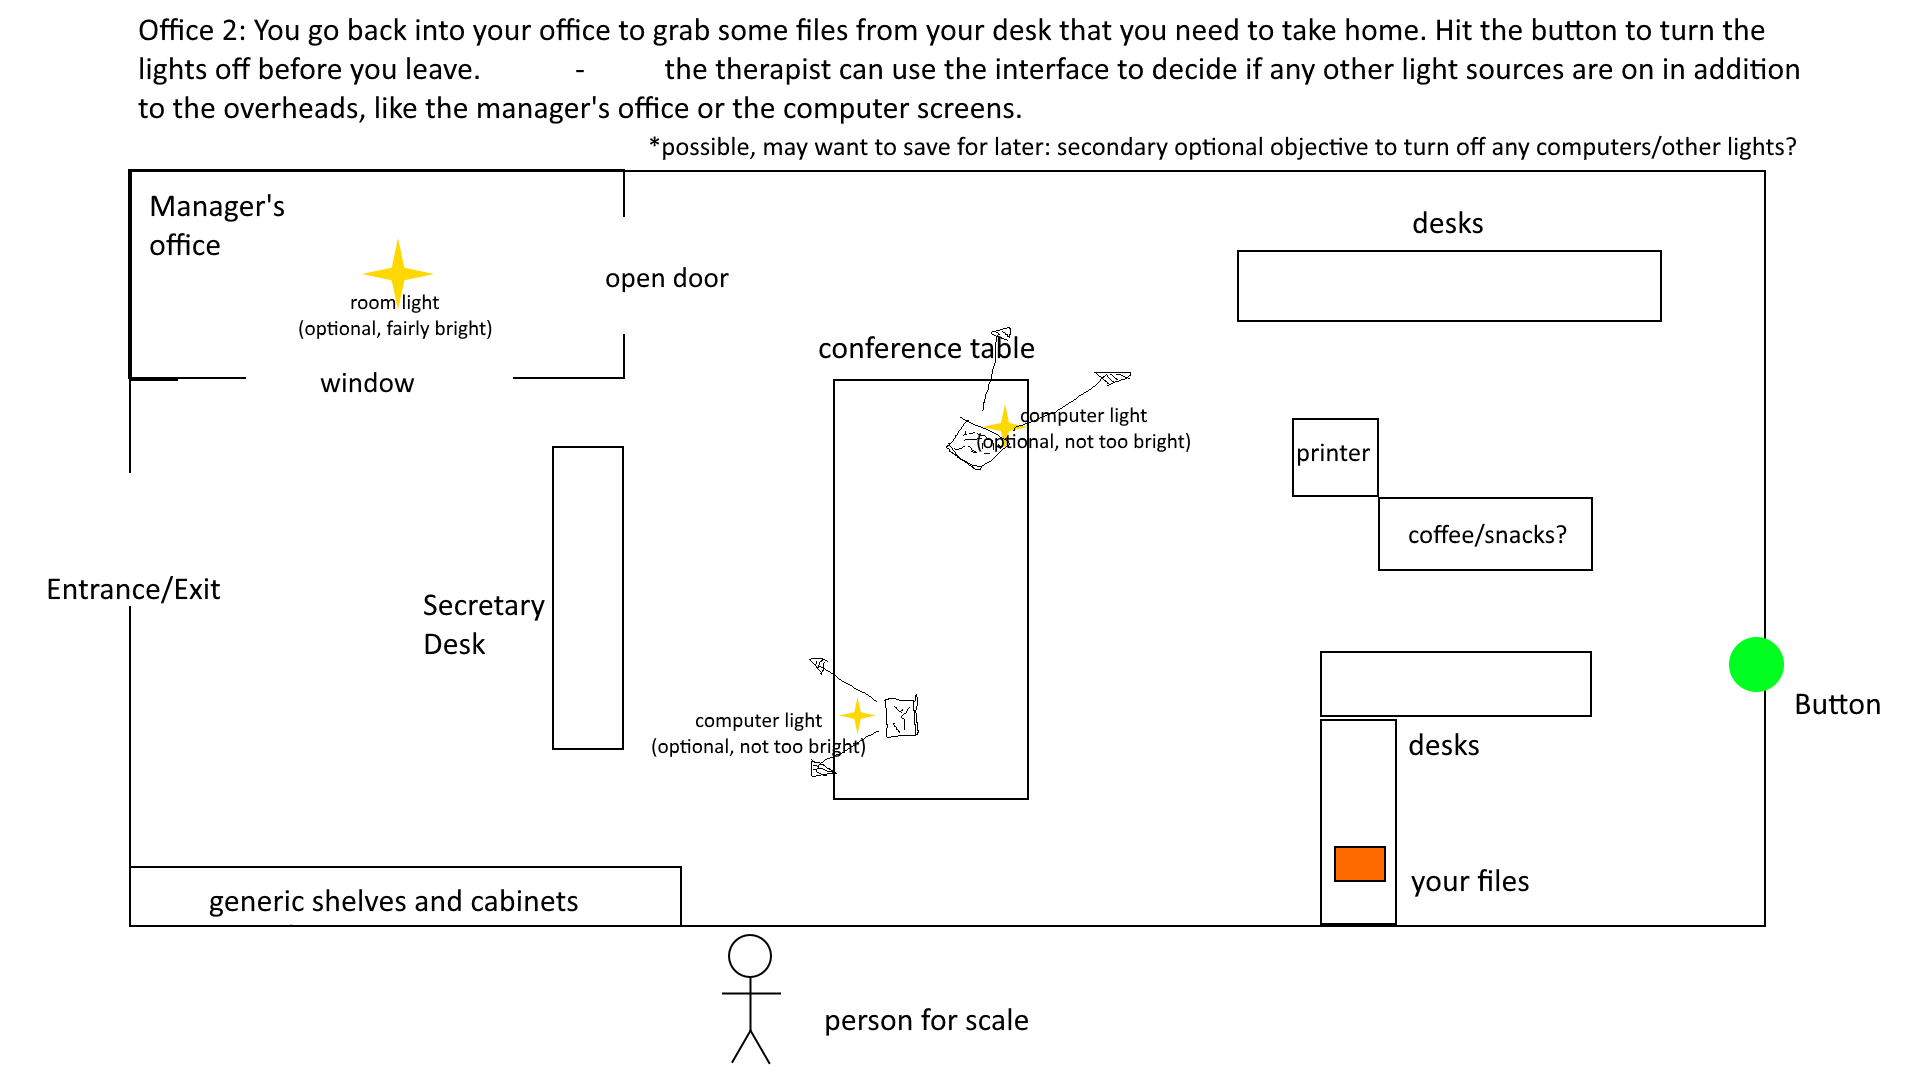 Office 2: You go back into your office to grab some files from your desk that you need to take home. Hit the button to turn the
lights off before you leave. - the therapist can use the interface to decide if any other light sources are on in addition
to the overheads, like the manager's office or the computer screens.
*possible, may want to save for later: secondary optional objective to turn off any computers/other lights?
Manager's
office
room light
(optional, fairly bright)
open door
window
desks
conference table
computer light
(optional, not too bright)
printer
coffee/snacks?
Entrance/Exit
Secretary
Desk
computer light
(optional, not too bright)
Button
desks
your files
generic shelves and cabinets
person for scale